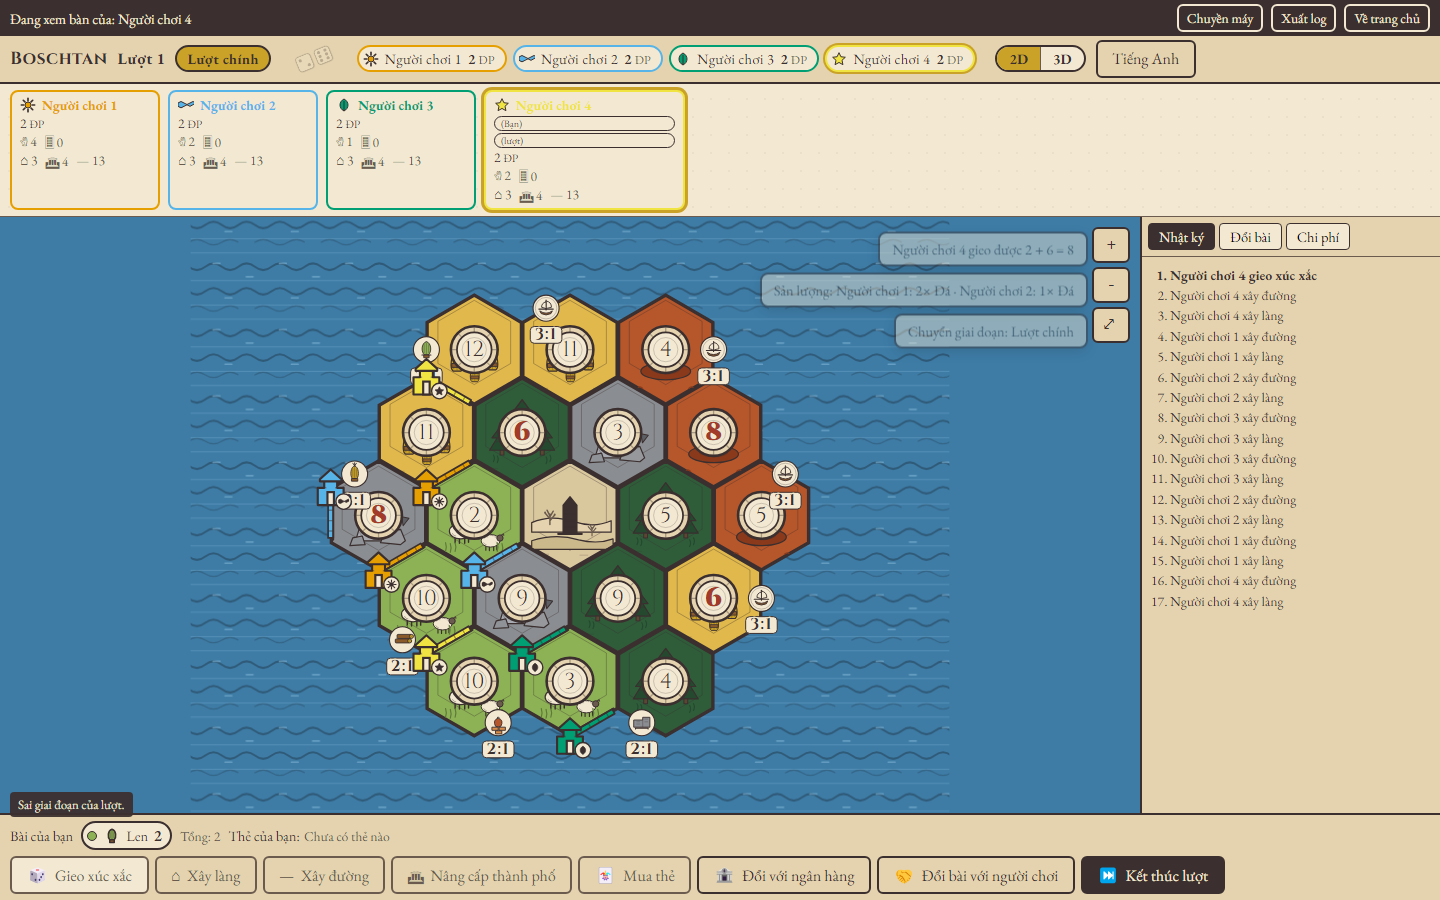 Đang xem bàn của: Người chơi 4
Chuyền máy
Xuất log
Về trang chủ
BOSCHTAN
Lượt 1
Lượt chính
Người chơi 1 2 ĐP
Người chơi 2 2 ĐP
Người chơi 3 2 ĐP
Người chơi 4 2 ĐP
2D
3D
Tiếng Anh
Người chơi 1
2 ĐP
4 0
3 4 — 13
Người chơi 2
2 ĐP
2 0
3 4 — 13
Người chơi 3
2 ĐP
1 0
3 4 — 13
Người chơi 4
(Bạn)
(lượt)
2 ĐP
2 0
3 4 — 13
Người chơi 4 gieo được 2 + 6 = 8
Sản lượng: Người chơi 1: 2× Đá · Người chơi 2: 1× Đá
Chuyển giai đoạn: Lượt chính
+
-
3:1
12
11
4
3:1
11
6
3
8
:1
8
2
5
5
3:1
10
9
9
6
3:1
2:1
10
3
4
2:1
2:1
Nhật ký
Đổi bài
Chi phí
1. Người chơi 4 gieo xúc xắc
2. Người chơi 4 xây đường
3. Người chơi 4 xây làng
4. Người chơi 1 xây đường
5. Người chơi 1 xây làng
6. Người chơi 2 xây đường
7. Người chơi 2 xây làng
8. Người chơi 3 xây đường
9. Người chơi 3 xây làng
10. Người chơi 3 xây đường
11. Người chơi 3 xây làng
12. Người chơi 2 xây đường
13. Người chơi 2 xây làng
14. Người chơi 1 xây đường
15. Người chơi 1 xây làng
16. Người chơi 4 xây đường
17. Người chơi 4 xây làng
Sai giai đoạn của lượt.
Bài của bạn
Len 2
Tổng: 2
Thẻ của bạn: Chưa có thẻ nào
Gieo xúc xắc
Xây làng
— Xây đường
Nâng cấp thành phố
Mua thẻ
Đổi với ngân hàng
Đổi bài với người chơi
Kết thúc lượt